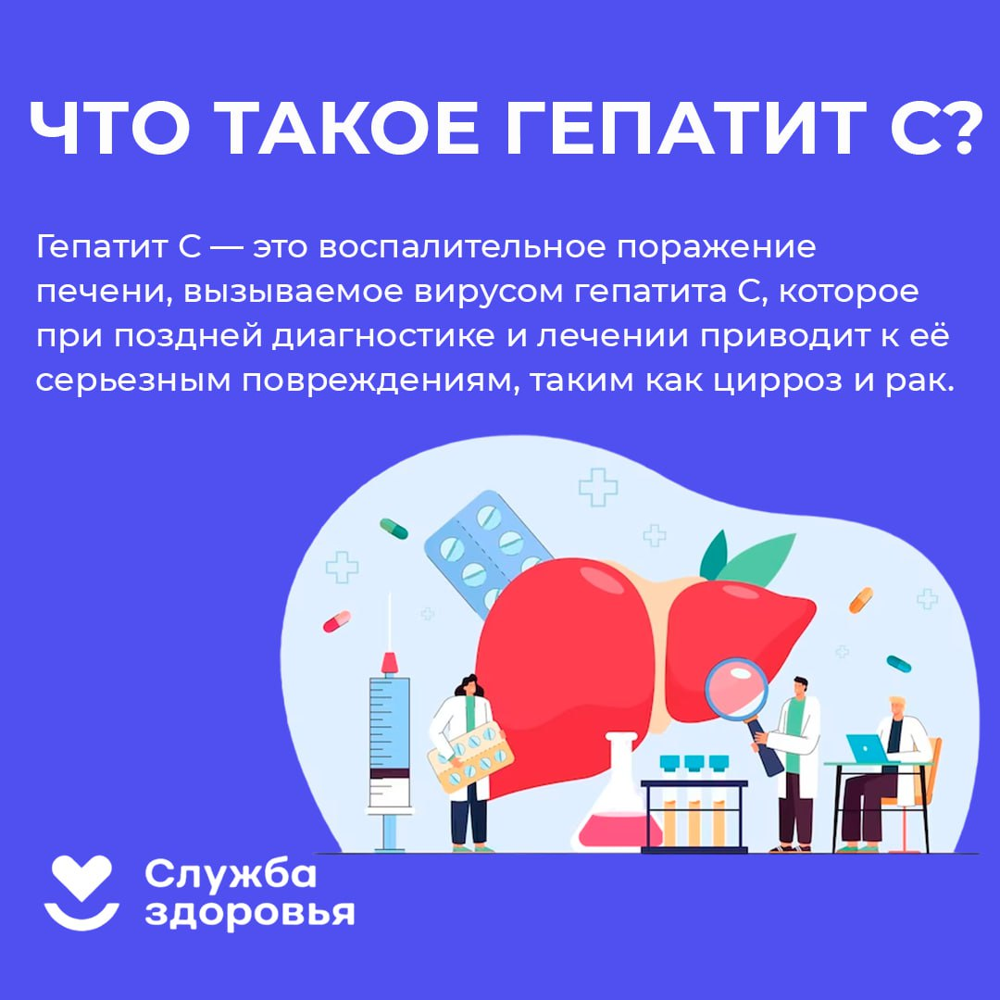 ЧТО ТАКОЕ ГЕПАТИТ С?
Гепатит С — это воспалительное поражение
печени, вызываемое вирусом гепатита С, которое
при поздней диагностике и лечении приводит к её
серьезным повреждениям, таким как цирроз и рак.
Служба
здоровья